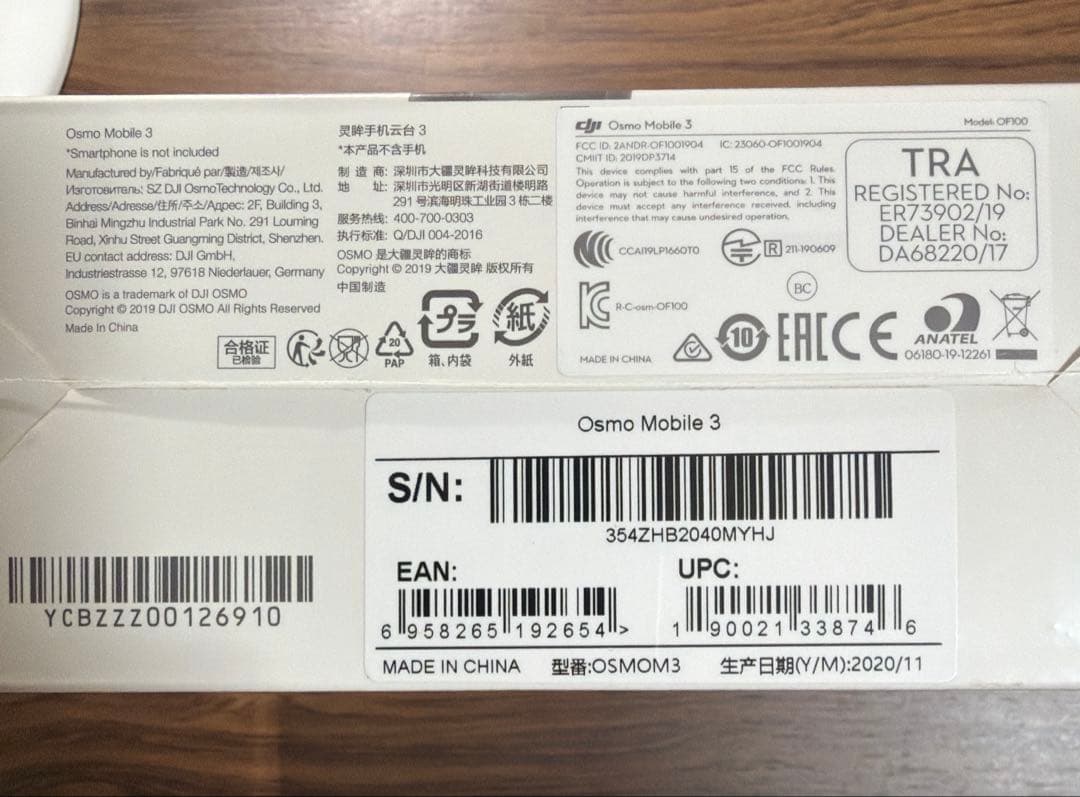 Osmo Mobile 3
*Smartphone is not included
Manufactured by/Fabriqué par/製造/제조사/
Изготовитель: SZ DJI OsmoTechnology Co., Ltd.
Address/Adresse/住所/주소/Адрес: 2F, Building 3,
Binhai Mingzhu Industrial Park No. 291 Louming
Road, Xinhu Street Guangming District, Shenzhen.
EU contact address: DJI GmbH,
Industriestrasse 12, 97618 Niederlauer, Germany
OSMO is a trademark of DJI OSMO
Copyright © 2019 DJI OSMO All Rights Reserved
Made In China
灵眸手机云台 3
*本产品不含手机
制 造 商: 深圳市大疆灵眸科技有限公司
地 址: 深圳市光明区新湖街道楼明路
291 号滨海明珠工业园 3 栋二楼
服务热线: 400-700-0303
执行标准: Q/DJI 004-2016
OSMO 是大疆灵眸的商标
Copyright © 2019 大疆灵眸 版权所有
中国制造
合格证
已检验
20
PAP
プラ
箱、内袋
紙
外紙
dji Osmo Mobile 3
Model: OF100
FCC ID: 2ANDR-OF1001904 IC: 23060-OF1001904
CMIIT ID: 2019DP3714
This device complies with part 15 of the FCC Rules.
Operation is subject to the following two conditions: 1. This
device may not cause harmful interference, and 2. This
device must accept any interference received, including
interference that may cause undesired operation.
TRA
REGISTERED No:
ER73902/19
DEALER No:
DA68220/17
CCAI19LP1660T0
R 211-190609
R-C-osm-OF100
BC
MADE IN CHINA
10
EAC
CE
ANATEL
06180-19-12261
Osmo Mobile 3
S/N:
354ZHB2040MYHJ
EAN:
6 958265 192654 >
UPC:
1 90021 33874 6
MADE IN CHINA 型番:OSMOM3 生产日期(Y/M):2020/11
YCBZZZ00126910